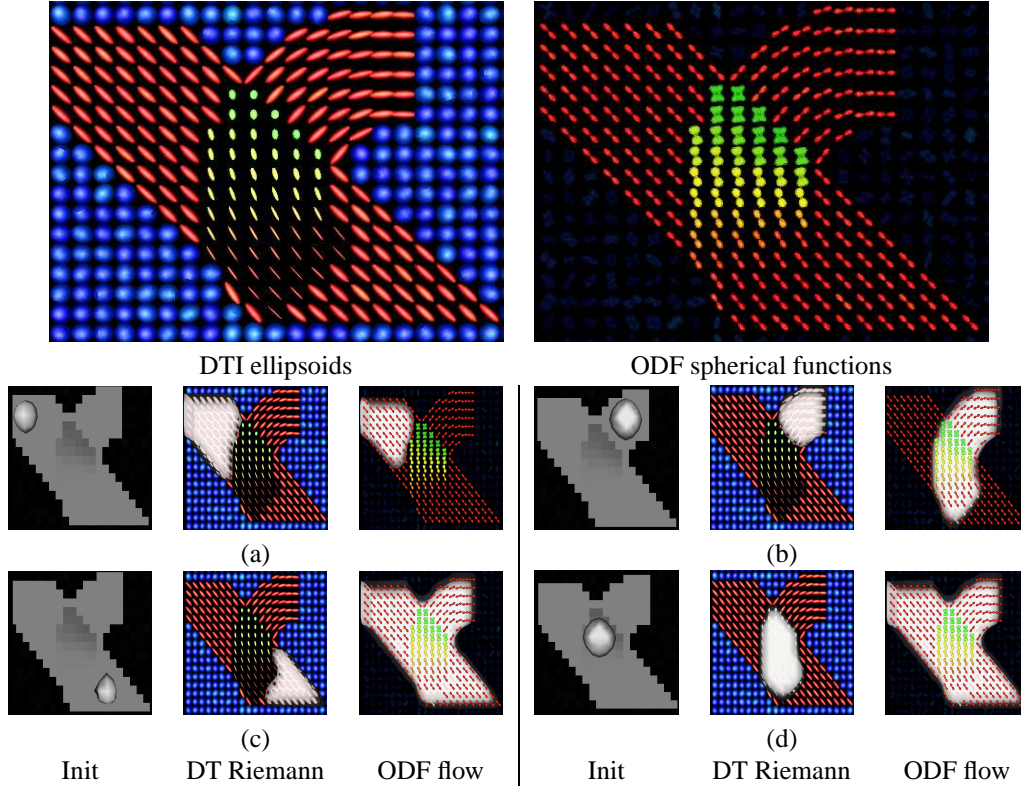 DTI ellipsoids
ODF spherical functions
(a)
(b)
(c)
(d)
Init
DT Riemann
ODF flow
Init
DT Riemann
ODF flow